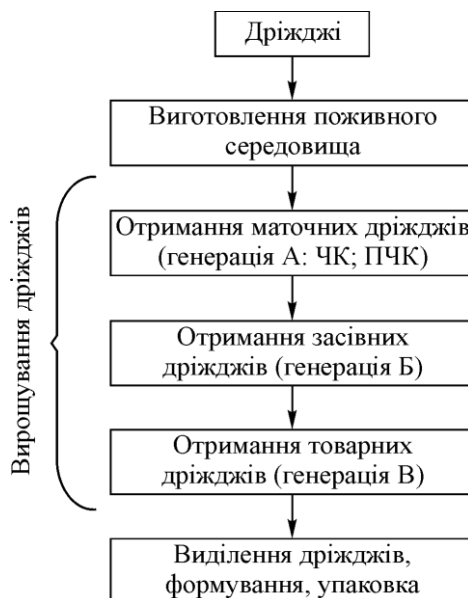 Дріжджі
Виготовлення поживного
середовища
Вирощування дріжджів
Отримання маточних дріжджів
(генерація А: ЧК; ПЧК)
Отримання засівних
дріжджів (генерація Б)
Отримання товарних
дріжджів (генерація В)
Виділення дріжджів,
формування, упаковка